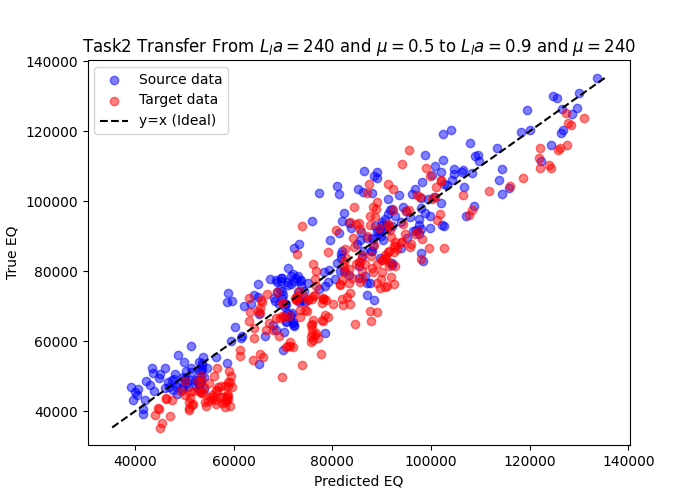 Task2 Transfer From $L_la = 240$ and $\mu = 0.5$ to $L_la = 0.9$ and $\mu = 240$
Source data
Target data
y=x (Ideal)
140000
120000
100000
80000
60000
40000
True EQ
40000 60000 80000 100000 120000 140000
Predicted EQ